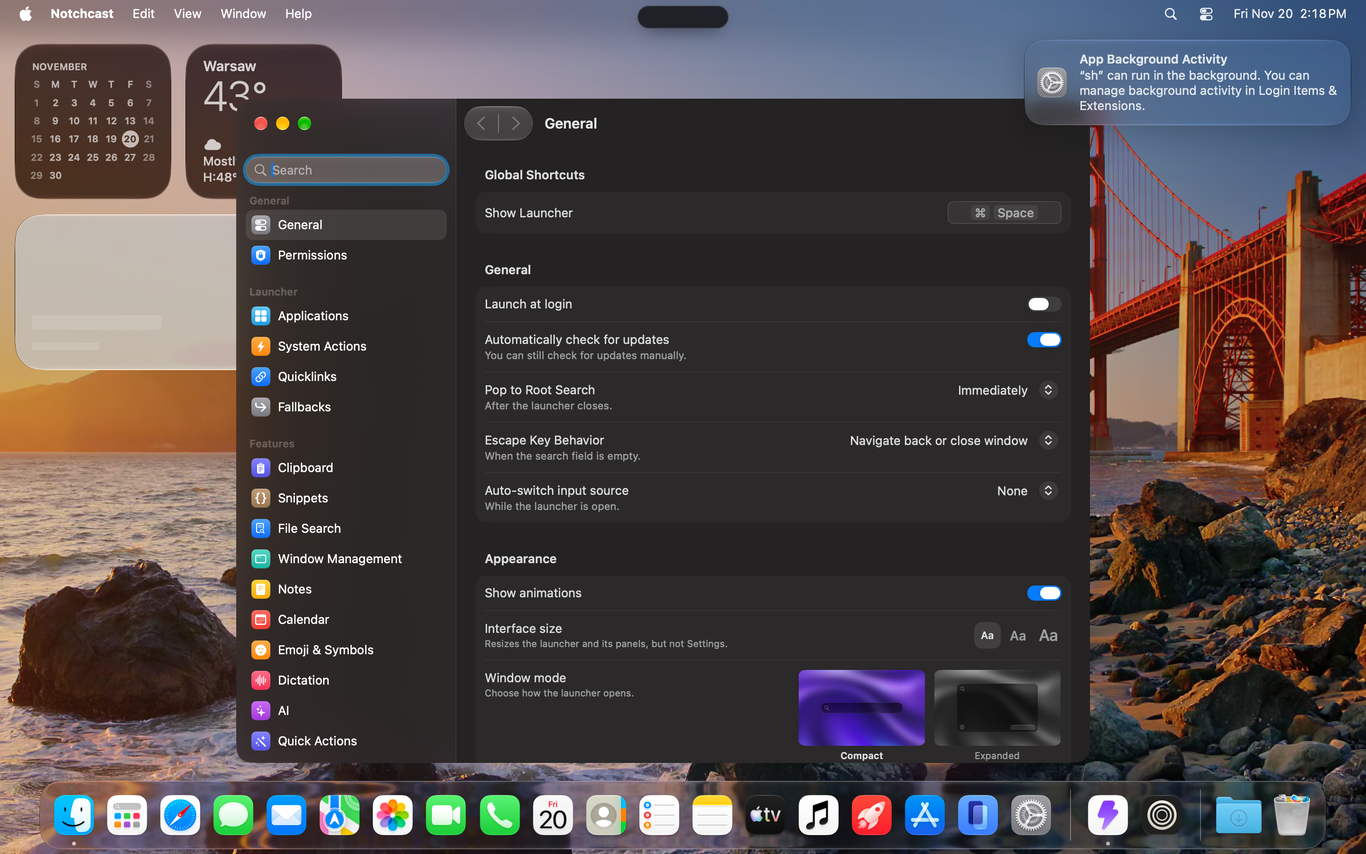 Notchcast Edit View Window Help
Fri Nov 20 2:18 PM
NOVEMBER
S M T W T F S
1 2 3 4 5 6 7
8 9 10 11 12 13 14
15 16 17 18 19 20 21
22 23 24 25 26 27 28
29 30
Warsaw
43°
Mostl
H:48°
App Background Activity
“sh” can run in the background. You can
manage background activity in Login Items &
Extensions.
Search
General
General
Permissions
Launcher
Applications
System Actions
Quicklinks
Fallbacks
Features
Clipboard
Snippets
File Search
Window Management
Notes
Calendar
Emoji & Symbols
Dictation
AI
Quick Actions
General
Global Shortcuts
Show Launcher
⌘ Space
General
Launch at login
Automatically check for updates
You can still check for updates manually.
Pop to Root Search
After the launcher closes.
Immediately
Escape Key Behavior
When the search field is empty.
Navigate back or close window
Auto-switch input source
While the launcher is open.
None
Appearance
Show animations
Interface size
Resizes the launcher and its panels, but not Settings.
Aa Aa Aa
Window mode
Choose how the launcher opens.
Compact
Expanded
Fri
20
tv